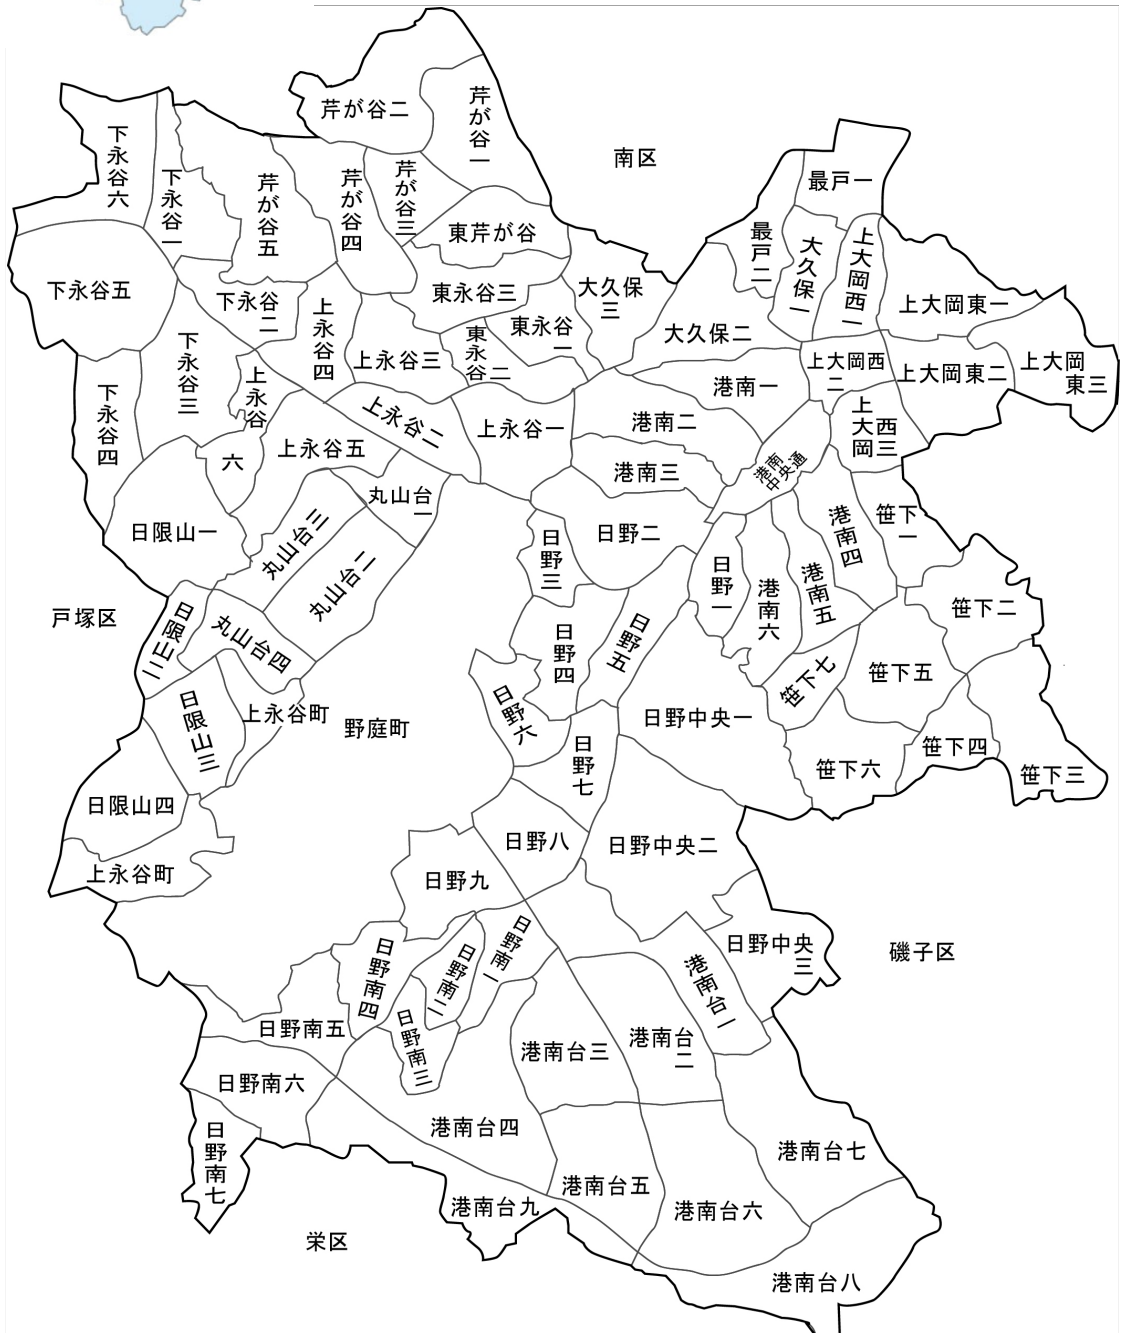 芹が谷二
芹が谷一
南区
下永谷六
下永谷一
芹が谷五
芹が谷四
芹が谷三
東芹が谷
最戸一
最戸二
大久保一
上大岡西一
上大岡東一
下永谷五
下永谷
二
上永谷四
東永谷三
東永谷
一
大久保
三
大久保二
下永谷三
上永谷
六
上永谷三
東永谷二
港南一
上大岡西
二
上大岡東二
上大岡
東三
下永谷四
上永谷二
上永谷一
上永谷五
港南二
港南三
港南
中央通
上大岡
西三
日限山一
丸山台
一
丸山台三
丸山台二
日野三
日野二
日野一
港南六
港南五
港南四
笹下
一
笹下二
戸塚区
日限山二
丸山台四
日野四
日野五
笹下七
笹下五
日限山三
上永谷町
野庭町
日野六
日野七
日野中央一
笹下六
笹下四
笹下三
日限山四
上永谷町
日野八
日野中央二
日野九
日野南一
日野南二
日野南四
日野南三
日野南五
港南台一
日野中央
三
磯子区
日野南六
港南台三
港南台
二
日野南七
港南台四
港南台五
港南台六
港南台七
港南台九
栄区
港南台八